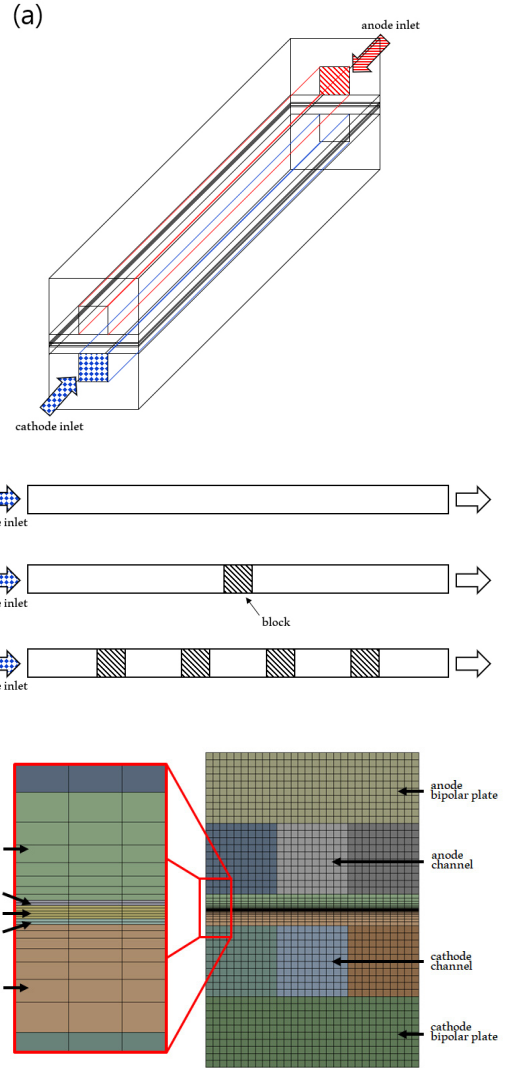 (a)
anode inlet
cathode inlet
inlet
inlet
block
inlet
anode
bipolar plate
anode
channel
cathode
channel
cathode
bipolar plate